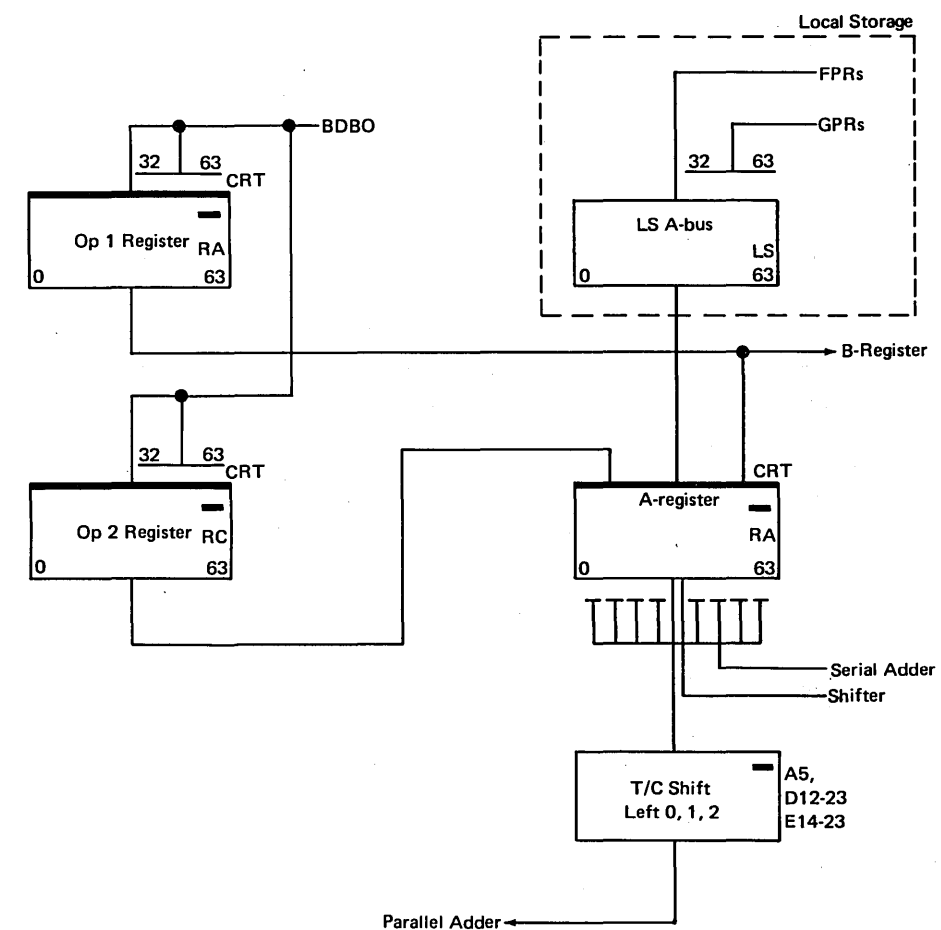 Local Storage
FPRs
BDBO
GPRs
32 63
CRT
32 63
Op 1 Register
RA
0 63
LS A-bus
LS
0 63
B-Register
32 63
CRT
CRT
Op 2 Register
RC
0 63
A-register
RA
0 63
Serial Adder
Shifter
T/C Shift
Left 0, 1, 2
A5,
D12-23
E14-23
Parallel Adder